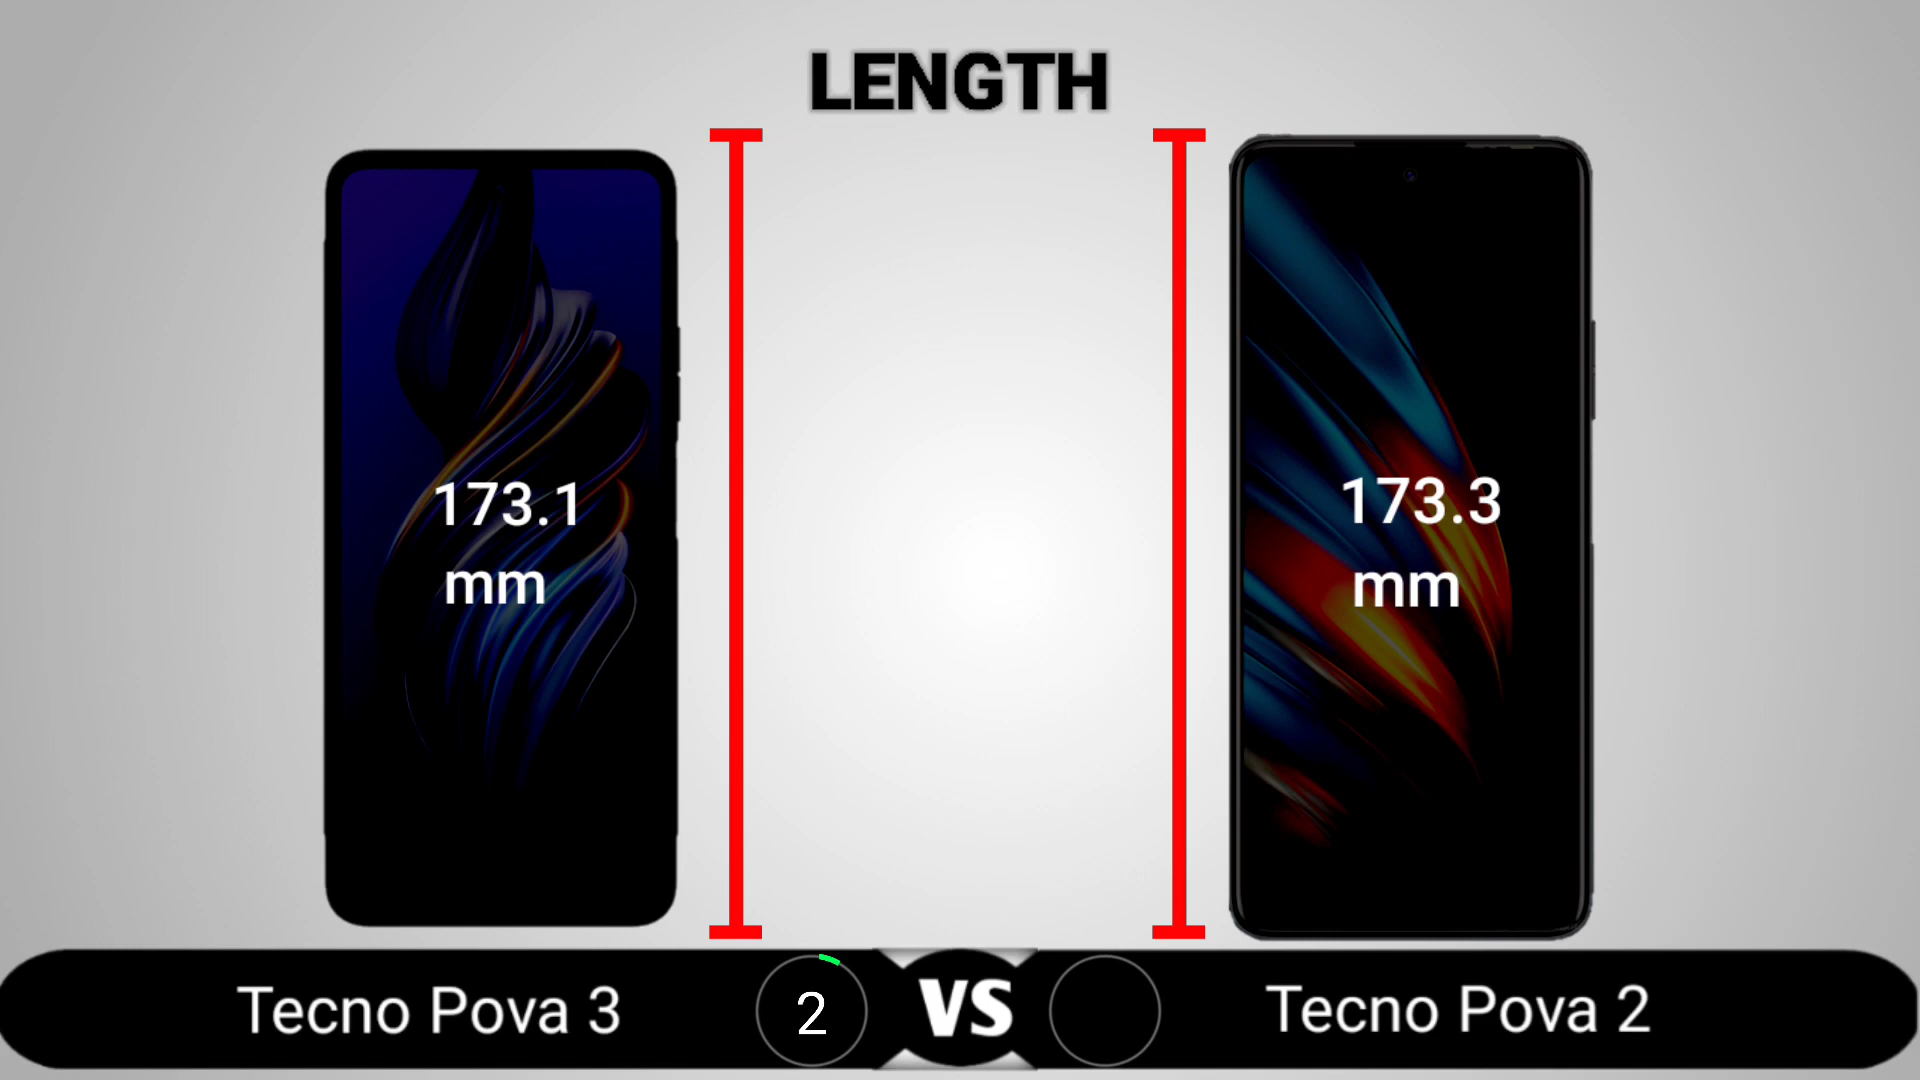 LENGTH
173.1
mm
173.3
mm
Tecno Pova 3
2
VS
Tecno Pova 2